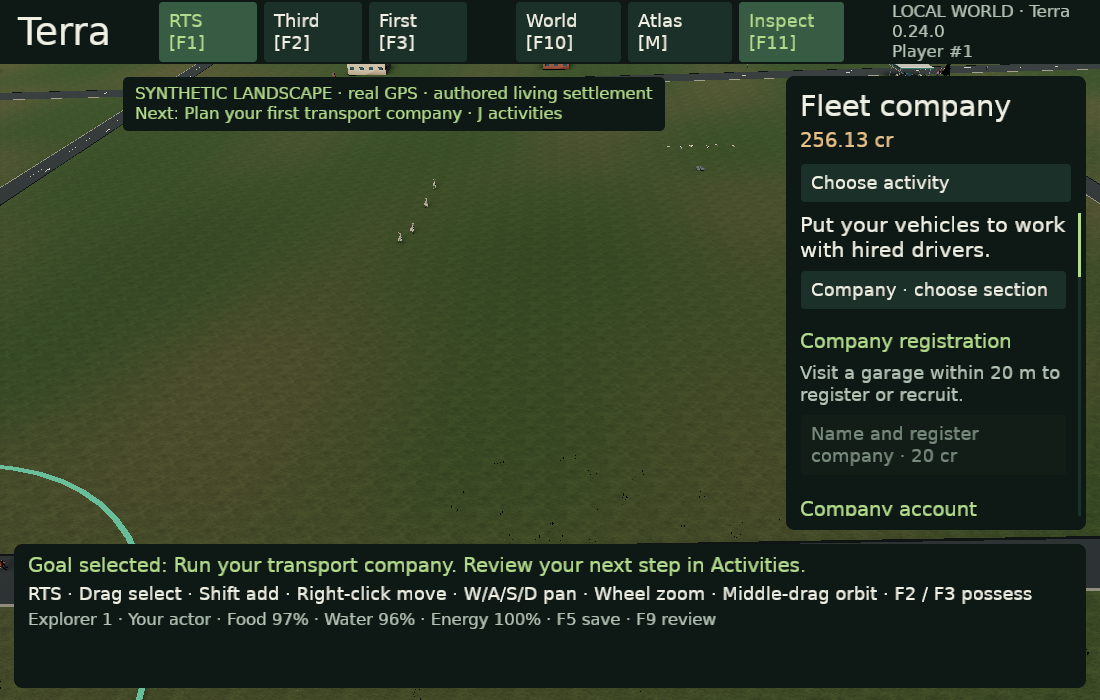 Terra
RTS
[F1]
Third
[F2]
First
[F3]
World
[F10]
Atlas
[M]
Inspect
[F11]
LOCAL WORLD · Terra
0.24.0
Player #1
SYNTHETIC LANDSCAPE · real GPS · authored living settlement
Next: Plan your first transport company · J activities
Fleet company
256.13 cr
Choose activity
Put your vehicles to work
with hired drivers.
Company · choose section
Company registration
Visit a garage within 20 m to
register or recruit.
Name and register
company · 20 cr
Company account
Goal selected: Run your transport company. Review your next step in Activities.
RTS · Drag select · Shift add · Right-click move · W/A/S/D pan · Wheel zoom · Middle-drag orbit · F2 / F3 possess
Explorer 1 · Your actor · Food 97% · Water 96% · Energy 100% · F5 save · F9 review